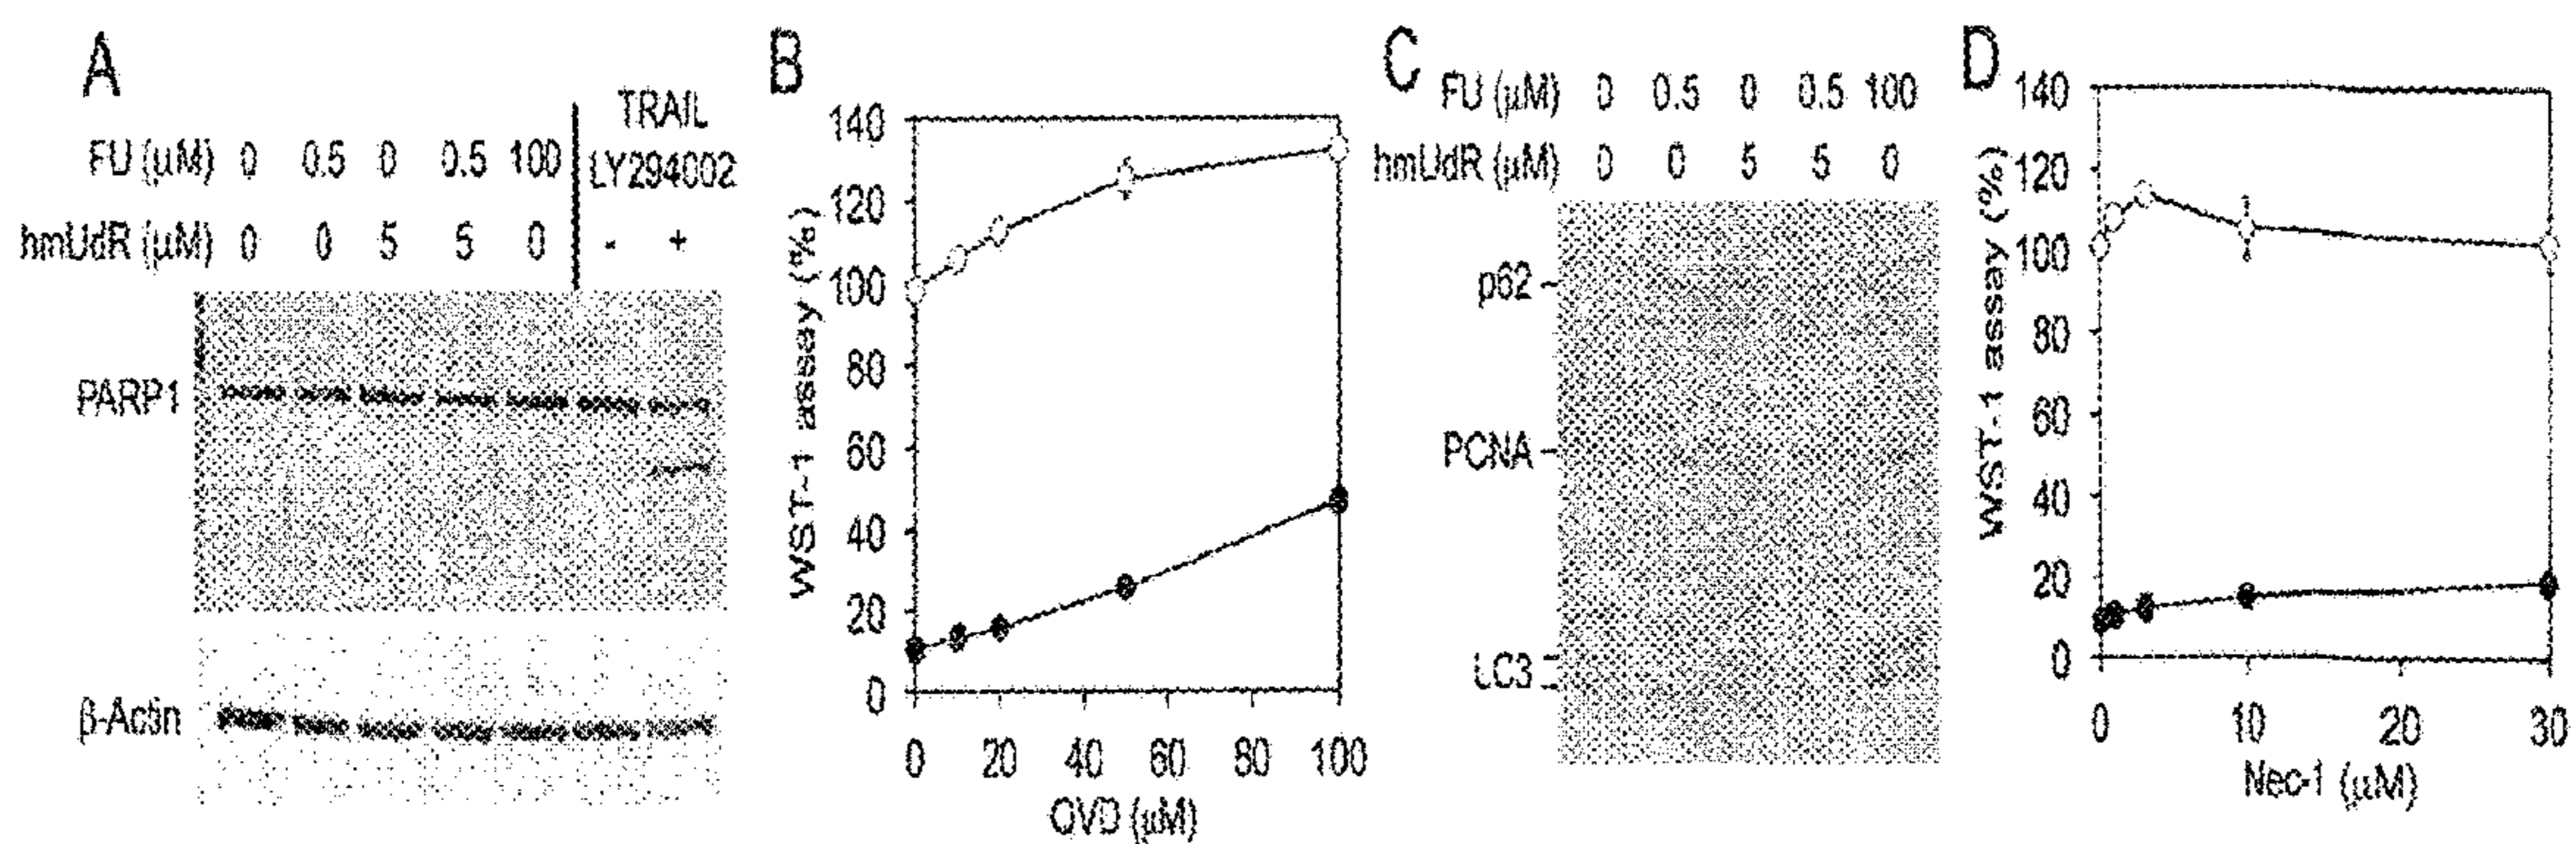 A
TRAIL
FU (μM) 0 0.5 0 0.5 100 LY294002
hmUdR (μM) 0 0 5 5 0 - +
PARP1
β-Actin
B
WST-1 assay (%)
140
120
100
80
60
40
20
0
0 20 40 60 80 100
QVD (μM)
C
FU (μM) 0 0.5 0 0.5 100
hmUdR (μM) 0 0 5 5 0
p62
PCNA
LC3
D
WST-1 assay (%)
140
120
100
80
60
40
20
0
0 10 20 30
Nec-1 (μM)